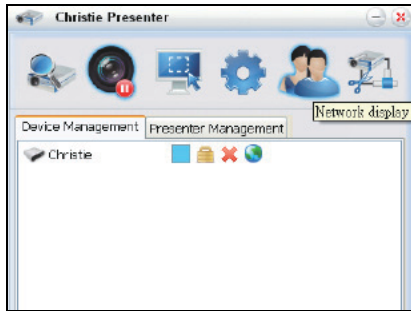 Christie Presenter
Network display
Device Management Presenter Management
Christie